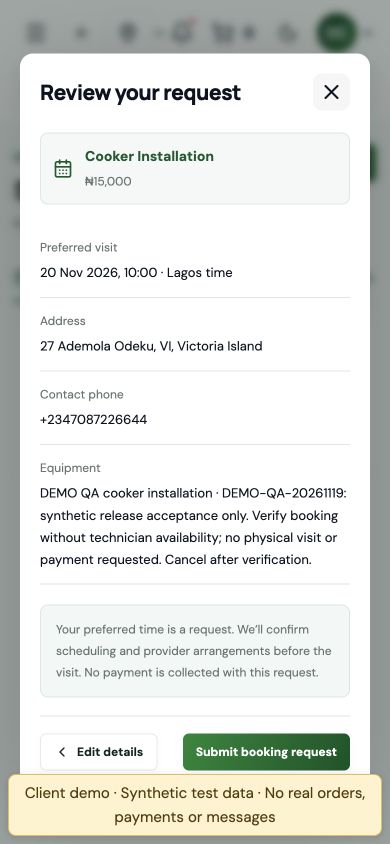 Review your request
Cooker Installation
₦15,000
Preferred visit
20 Nov 2026, 10:00 · Lagos time
Address
27 Ademola Odeku, VI, Victoria Island
Contact phone
+2347087226644
Equipment
DEMO QA cooker installation · DEMO-QA-20261119:
synthetic release acceptance only. Verify booking
without technician availability; no physical visit or
payment requested. Cancel after verification.
Your preferred time is a request. We’ll confirm
scheduling and provider arrangements before the
visit. No payment is collected with this request.
Edit details
Submit booking request
Client demo · Synthetic test data · No real orders,
payments or messages